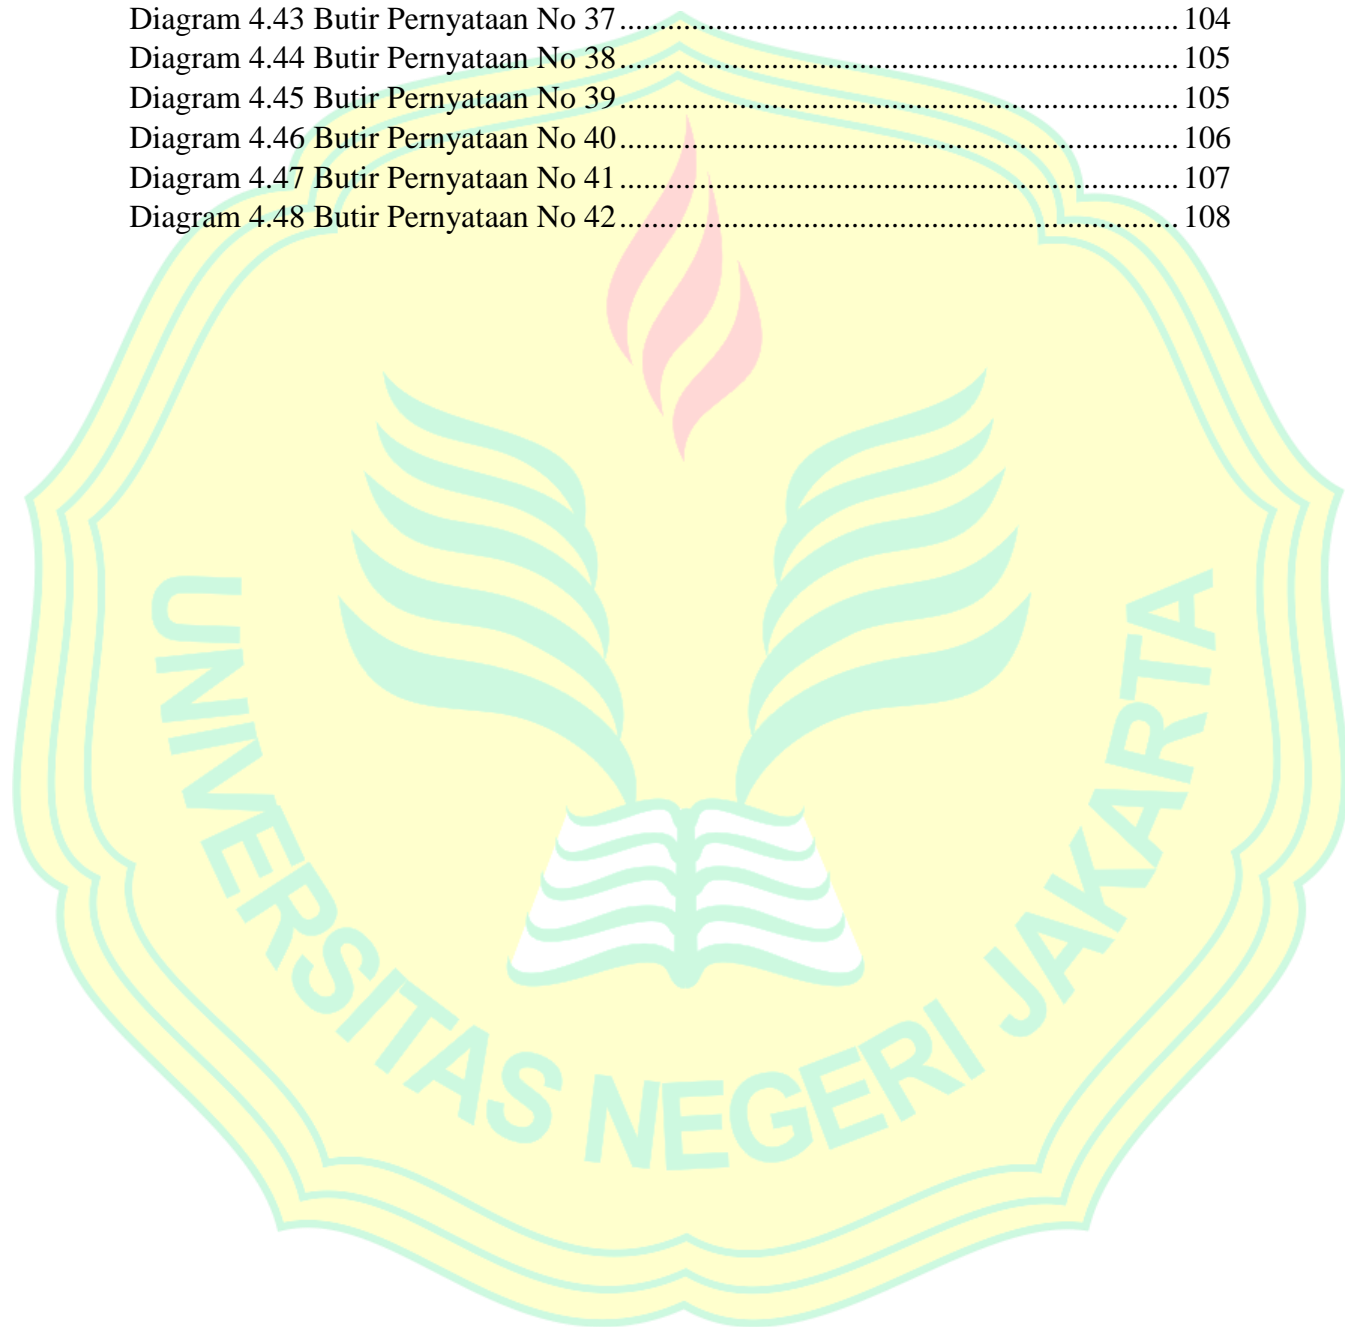 Diagram 4.43 Butir Pernyataan No 37.................................................................... 104
Diagram 4.44 Butir Pernyataan No 38.................................................................... 105
Diagram 4.45 Butir Pernyataan No 39.................................................................... 105
Diagram 4.46 Butir Pernyataan No 40.................................................................... 106
Diagram 4.47 Butir Pernyataan No 41.................................................................... 107
Diagram 4.48 Butir Pernyataan No 42.................................................................... 108
UNIVERSITAS NEGERI JAKARTA